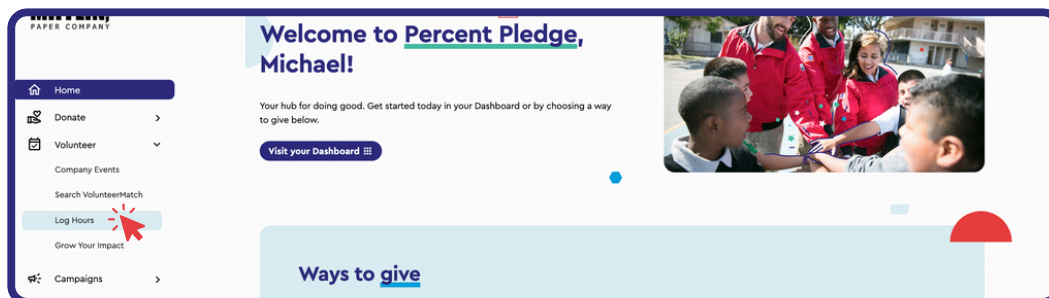 PAPER COMPANY
Home
Donate
Volunteer
Company Events
Search VolunteerMatch
Log Hours
Grow Your Impact
Campaigns
Welcome to Percent Pledge,
Michael!
Your hub for doing good. Get started today in your Dashboard or by choosing a way
to give below.
Visit your Dashboard
Ways to give